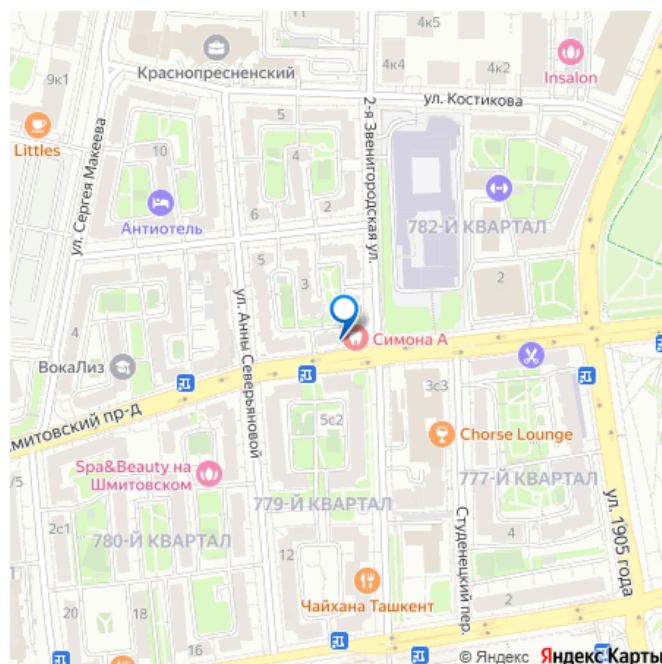 4к5
11
9к1
Краснопресненский
4к4
4к2
Insalon
ул. Костикова
Littles
5
10
4
Антиотель
6
2
2-я Звенигородская ул.
782-Й КВАРТАЛ
ул. Сергея Макеева
5
3
2
4
ВокаЛиз
ул. Анны Северьяновой
Симона А
3с3
митовский пр-д
5с2
Chorse Lounge
Spa&Beauty на
Шмитовском
777-Й КВАРТАЛ
779-Й КВАРТАЛ
/5
2с1
780-Й КВАРТАЛ
4
12
Студенецкий пер.
ул. 1905 года
Чайхана Ташкент
2
20
18
16
© Яндекс Яндекс Карты